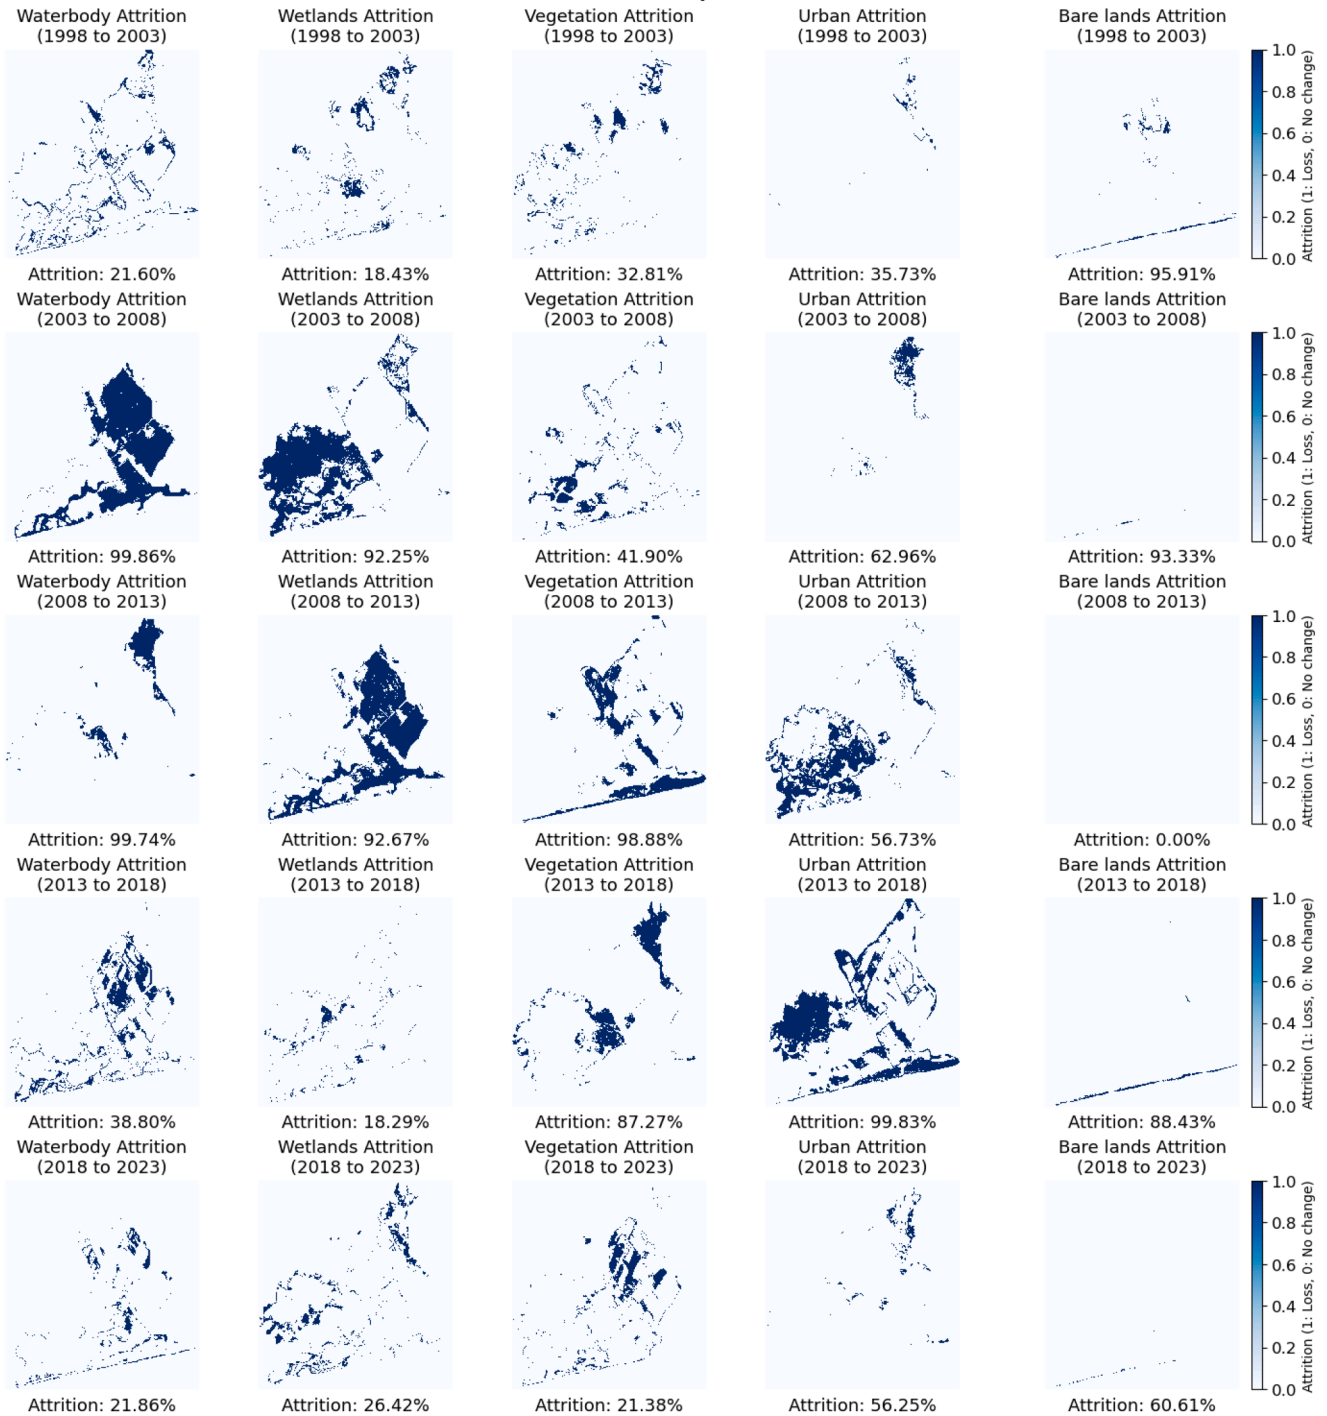 Waterbody Attrition
(1998 to 2003)
Wetlands Attrition
(1998 to 2003)
Vegetation Attrition
(1998 to 2003)
Urban Attrition
(1998 to 2003)
Bare lands Attrition
(1998 to 2003)
1.0
0.8
0.6
0.4
0.2
0.0
Attrition (1: Loss, 0: No change)
Attrition: 21.60%
Attrition: 18.43%
Attrition: 32.81%
Attrition: 35.73%
Attrition: 95.91%
Waterbody Attrition
(2003 to 2008)
Wetlands Attrition
(2003 to 2008)
Vegetation Attrition
(2003 to 2008)
Urban Attrition
(2003 to 2008)
Bare lands Attrition
(2003 to 2008)
1.0
0.8
0.6
0.4
0.2
0.0
Attrition (1: Loss, 0: No change)
Attrition: 99.86%
Attrition: 92.25%
Attrition: 41.90%
Attrition: 62.96%
Attrition: 93.33%
Waterbody Attrition
(2008 to 2013)
Wetlands Attrition
(2008 to 2013)
Vegetation Attrition
(2008 to 2013)
Urban Attrition
(2008 to 2013)
Bare lands Attrition
(2008 to 2013)
1.0
0.8
0.6
0.4
0.2
0.0
Attrition (1: Loss, 0: No change)
Attrition: 99.74%
Attrition: 92.67%
Attrition: 98.88%
Attrition: 56.73%
Attrition: 0.00%
Waterbody Attrition
(2013 to 2018)
Wetlands Attrition
(2013 to 2018)
Vegetation Attrition
(2013 to 2018)
Urban Attrition
(2013 to 2018)
Bare lands Attrition
(2013 to 2018)
1.0
0.8
0.6
0.4
0.2
0.0
Attrition (1: Loss, 0: No change)
Attrition: 38.80%
Attrition: 18.29%
Attrition: 87.27%
Attrition: 99.83%
Attrition: 88.43%
Waterbody Attrition
(2018 to 2023)
Wetlands Attrition
(2018 to 2023)
Vegetation Attrition
(2018 to 2023)
Urban Attrition
(2018 to 2023)
Bare lands Attrition
(2018 to 2023)
1.0
0.8
0.6
0.4
0.2
0.0
Attrition (1: Loss, 0: No change)
Attrition: 21.86%
Attrition: 26.42%
Attrition: 21.38%
Attrition: 56.25%
Attrition: 60.61%